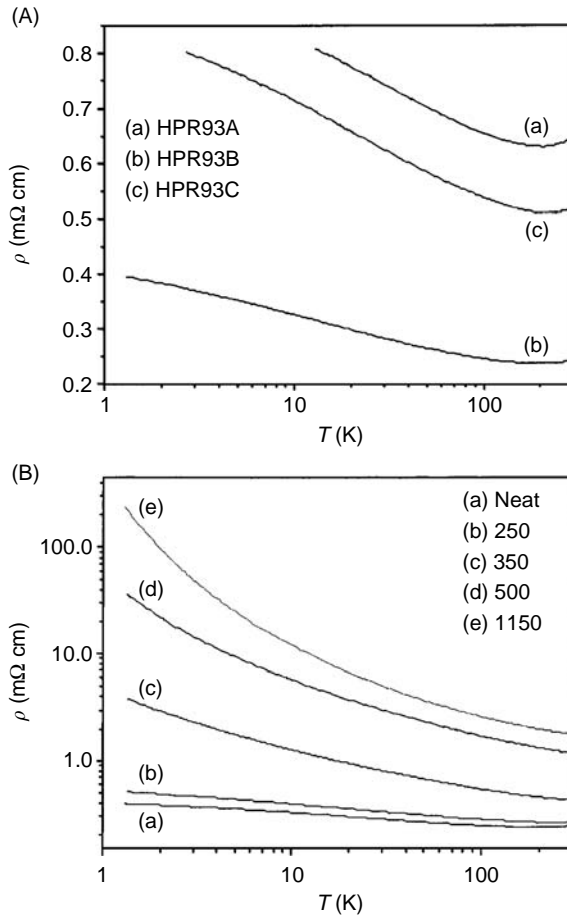 (A)
0.8
0.7
0.6
0.5
0.4
0.3
0.2
ρ (mΩ cm)
(a) HPR93A
(b) HPR93B
(c) HPR93C
(a)
(c)
(b)
1
10
100
T (K)
(B)
100.0
10.0
1.0
ρ (mΩ cm)
(e)
(d)
(c)
(b)
(a)
(a) Neat
(b) 250
(c) 350
(d) 500
(e) 1150
1
10
100
T (K)